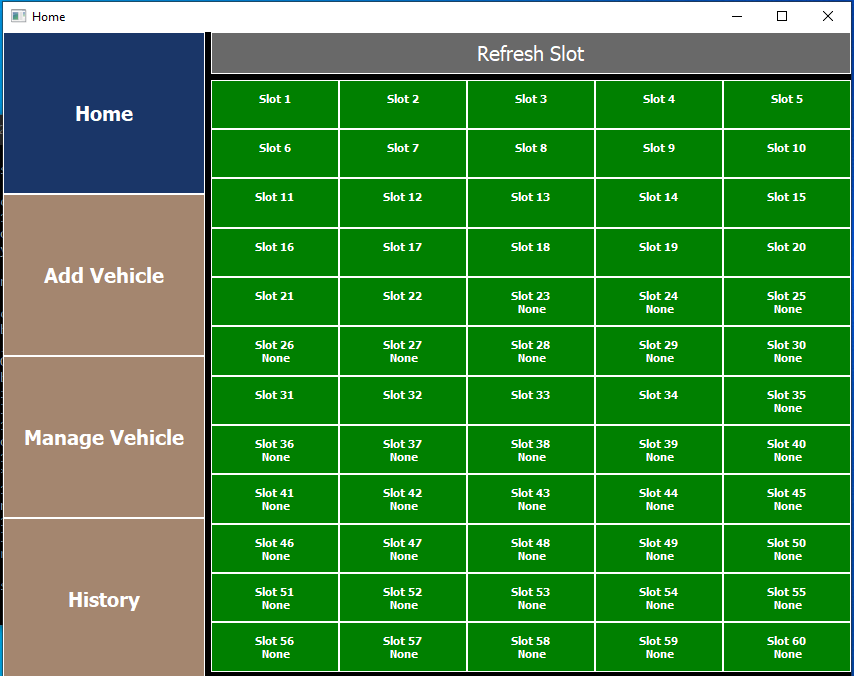 Home
Home
Add Vehicle
Manage Vehicle
History
Refresh Slot
Slot 1 Slot 2 Slot 3 Slot 4 Slot 5
Slot 6 Slot 7 Slot 8 Slot 9 Slot 10
Slot 11 Slot 12 Slot 13 Slot 14 Slot 15
Slot 16 Slot 17 Slot 18 Slot 19 Slot 20
Slot 21 Slot 22 Slot 23 Slot 24 Slot 25
None None None
Slot 26 Slot 27 Slot 28 Slot 29 Slot 30
None None None None None
Slot 31 Slot 32 Slot 33 Slot 34 Slot 35
None
Slot 36 Slot 37 Slot 38 Slot 39 Slot 40
None None None None None
Slot 41 Slot 42 Slot 43 Slot 44 Slot 45
None None None None None
Slot 46 Slot 47 Slot 48 Slot 49 Slot 50
None None None None None
Slot 51 Slot 52 Slot 53 Slot 54 Slot 55
None None None None None
Slot 56 Slot 57 Slot 58 Slot 59 Slot 60
None None None None None